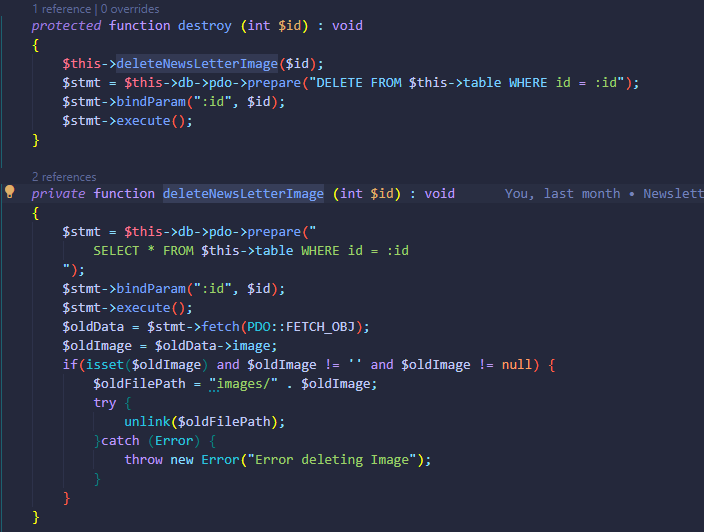 1 reference | 0 overrides
protected function destroy (int $id) : void
{
$this->deleteNewsLetterImage($id);
$stmt = $this->db->pdo->prepare("DELETE FROM $this->table WHERE id = :id");
$stmt->bindParam(":id", $id);
$stmt->execute();
}
2 references
private function deleteNewsLetterImage (int $id) : void You, last month • Newslett
{
$stmt = $this->db->pdo->prepare("
SELECT * FROM $this->table WHERE id = :id
");
$stmt->bindParam(":id", $id);
$stmt->execute();
$oldData = $stmt->fetch(PDO::FETCH_OBJ);
$oldImage = $oldData->image;
if(isset($oldImage) and $oldImage != '' and $oldImage != null) {
$oldFilePath = "images/" . $oldImage;
try {
unlink($oldFilePath);
}catch (Error) {
throw new Error("Error deleting Image");
}
}
}